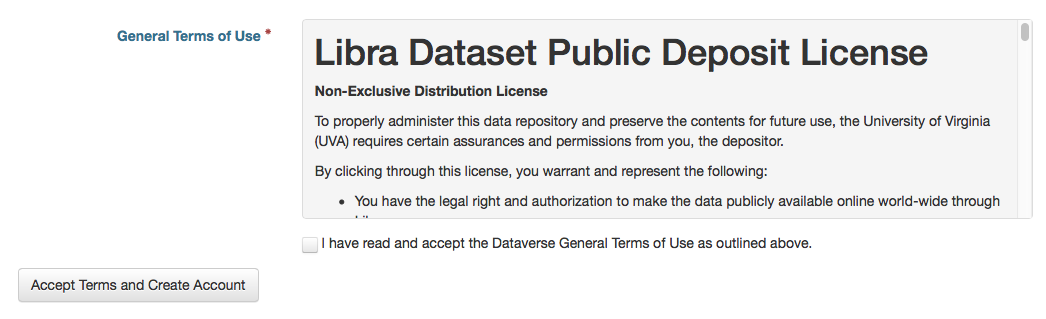 General Terms of Use *
Libra Dataset Public Deposit License
Non-Exclusive Distribution License
To properly administer this data repository and preserve the contents for future use, the University of Virginia
(UVA) requires certain assurances and permissions from you, the depositor.
By clicking through this license, you warrant and represent the following:
• You have the legal right and authorization to make the data publicly available online world-wide through
I have read and accept the Dataverse General Terms of Use as outlined above.
Accept Terms and Create Account